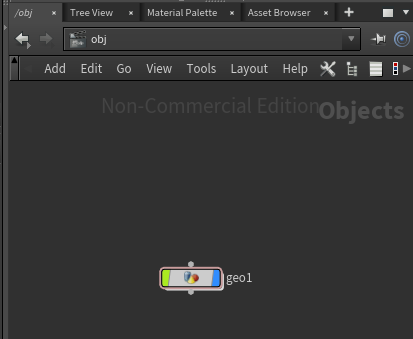 /obj Tree View Material Palette Asset Browser
obj
Add Edit Go View Tools Layout Help
Non-Commercial Edition
Objects
geo1